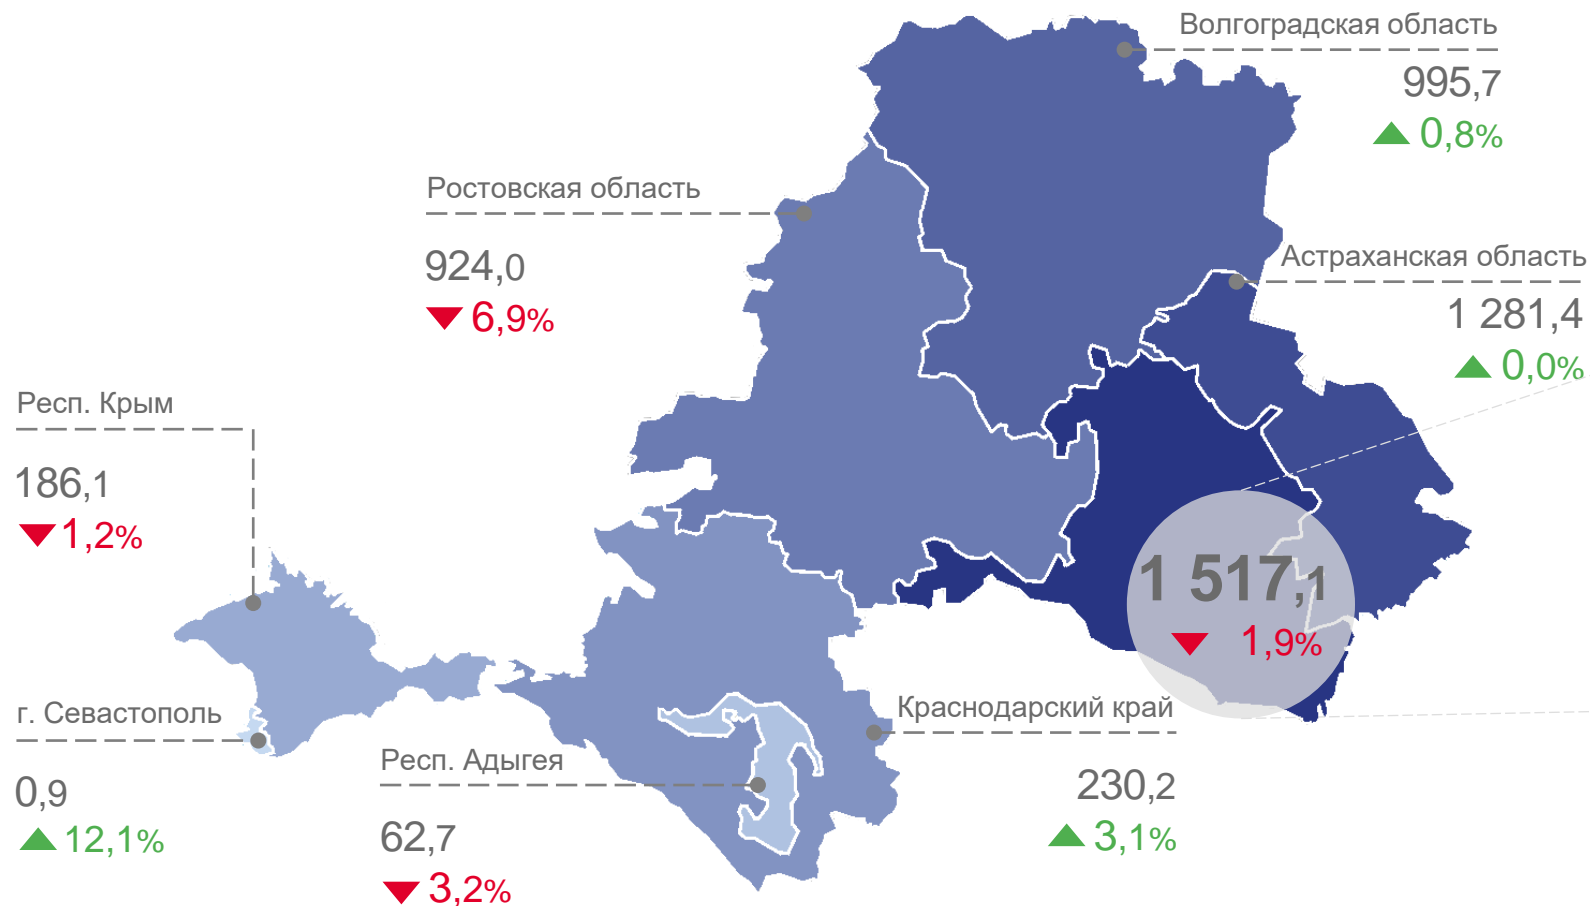 Волгоградская область
995,7
▲ 0,8%
Ростовская область
924,0
▼ 6,9%
Астраханская область
1 281,4
▲ 0,0%
Респ. Крым
186,1
▼ 1,2%
1 517,1
▼ 1,9%
г. Севастополь
0,9
▲ 12,1%
Респ. Адыгея
62,7
▼ 3,2%
Краснодарский край
230,2
▲ 3,1%